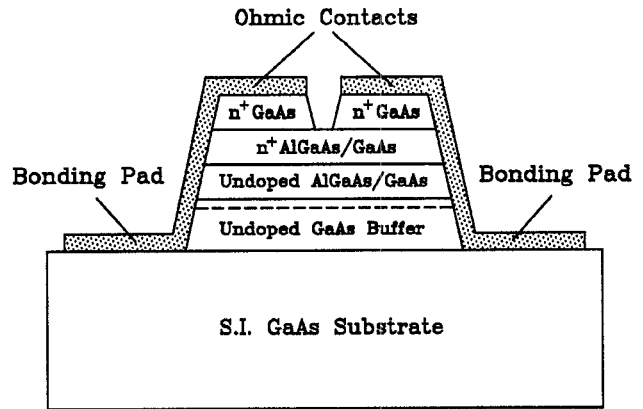 Ohmic Contacts
n+ GaAs
n+ GaAs
n+ AlGaAs/GaAs
Bonding Pad
Undoped AlGaAs/GaAs
Bonding Pad
Undoped GaAs Buffer
S.I. GaAs Substrate